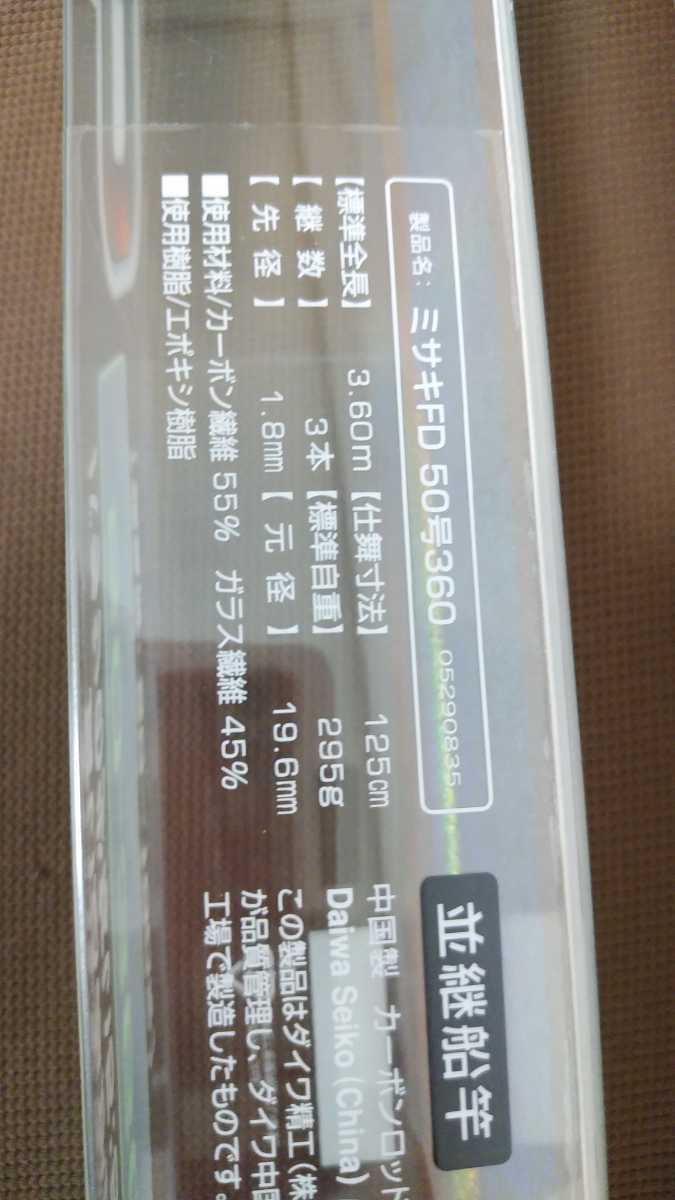 製品名: ミサキFD 50号360 05290835
【標準全長】 3.60m 【仕舞寸法】 125cm
【 継 数 】 3本 【標準自重】 295g
【 先 径 】 1.8mm 【 元 径 】 19.6mm
■使用材料/カーボン繊維 55% ガラス繊維 45%
■使用樹脂/エポキシ樹脂
並継船竿
中国製 カーボンロッド
Daiwa Seiko (China)
この製品はダイワ精工(株
が品質管理し、ダイワ中国
工場で製造したものです。